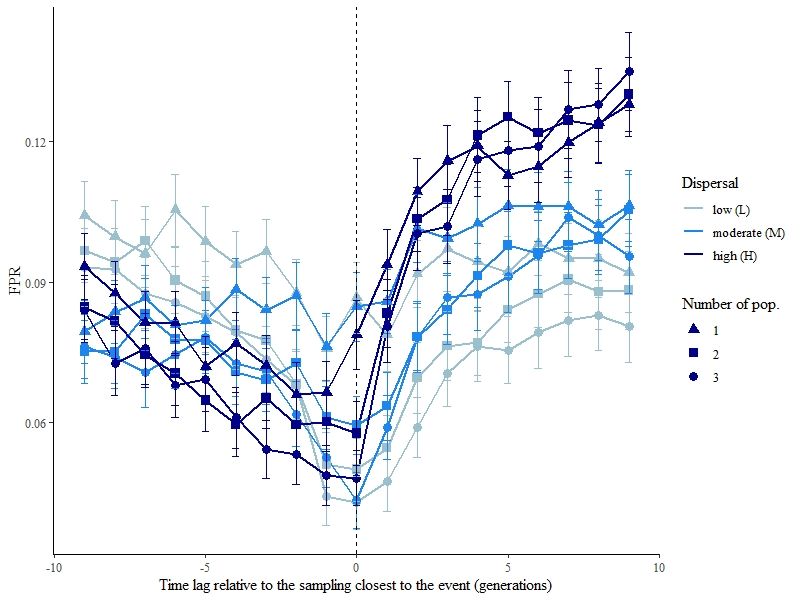 0.12
0.09
0.06
FPR
-10 -5 0 5 10
Time lag relative to the sampling closest to the event (generations)
Dispersal
low (L)
moderate (M)
high (H)
Number of pop.
1
2
3